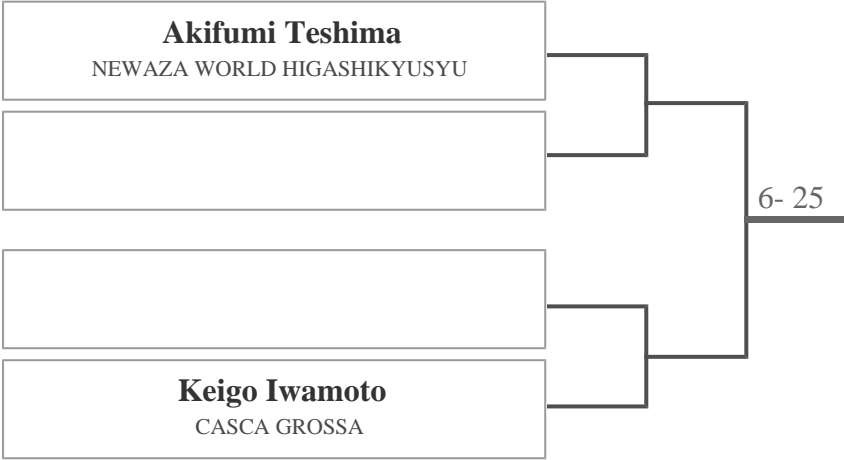 Akifumi Teshima
NEWAZA WORLD HIGASHIKYUSYU
6- 25
Keigo Iwamoto
CASCA GROSSA